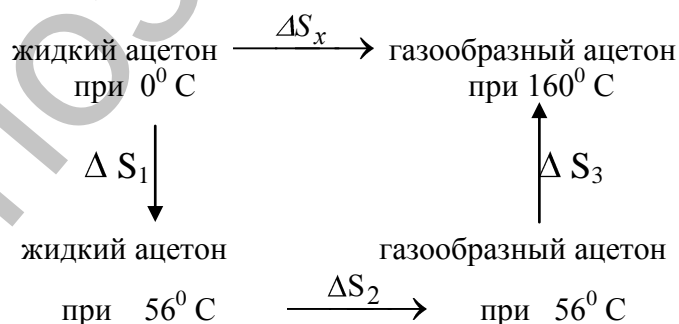 ΔSₓ
жидкий ацетон газообразный ацетон
при 0⁰ С при 160⁰ С
Δ S₁ Δ S₃
жидкий ацетон газообразный ацетон
ΔS₂
при 56⁰ С при 56⁰ С